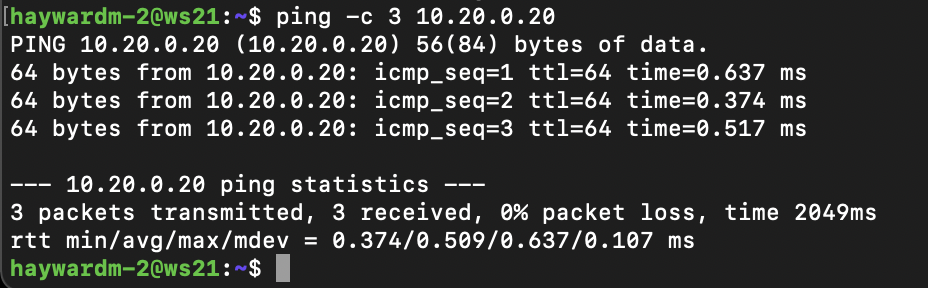 [haywardm-2@ws21:~$ ping -c 3 10.20.0.20
PING 10.20.0.20 (10.20.0.20) 56(84) bytes of data.
64 bytes from 10.20.0.20: icmp_seq=1 ttl=64 time=0.637 ms
64 bytes from 10.20.0.20: icmp_seq=2 ttl=64 time=0.374 ms
64 bytes from 10.20.0.20: icmp_seq=3 ttl=64 time=0.517 ms

--- 10.20.0.20 ping statistics ---
3 packets transmitted, 3 received, 0% packet loss, time 2049ms
rtt min/avg/max/mdev = 0.374/0.509/0.637/0.107 ms
haywardm-2@ws21:~$